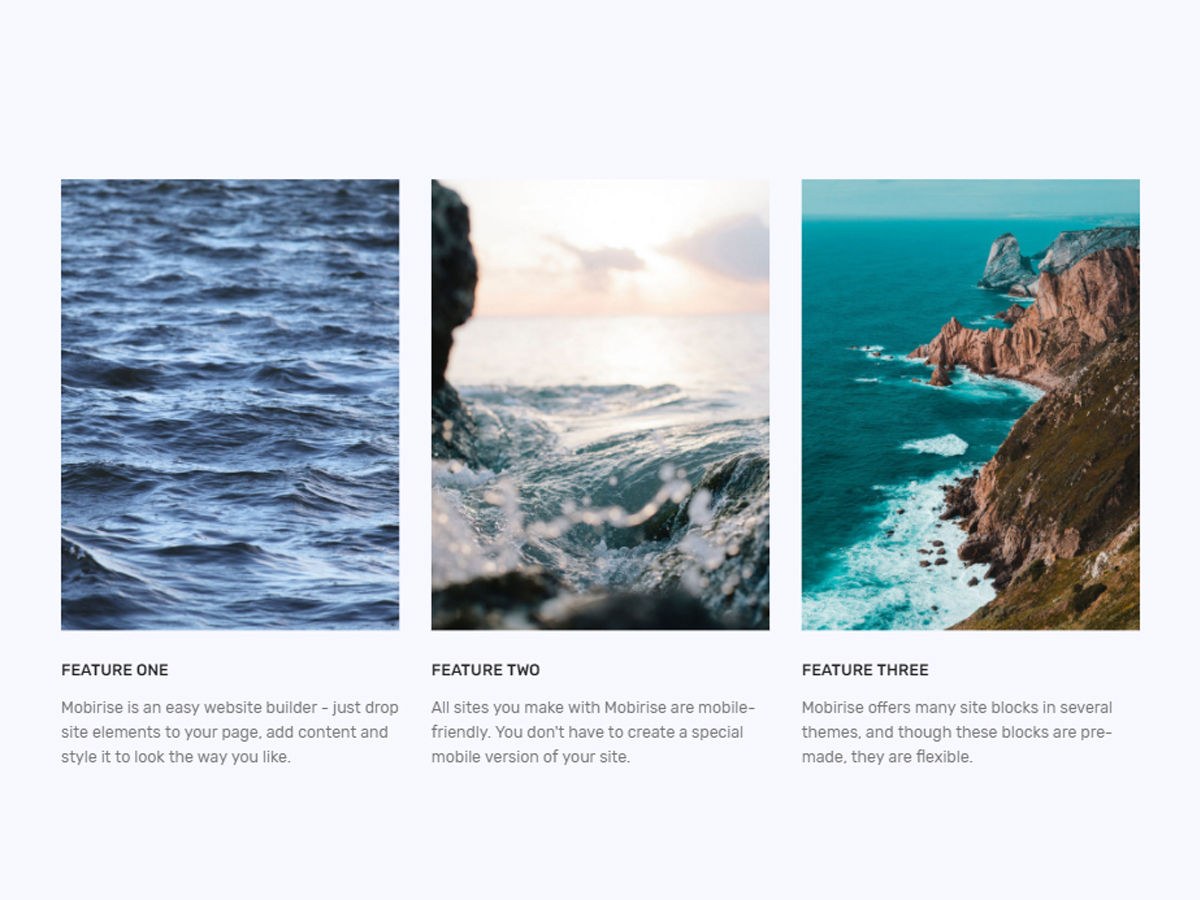 FEATURE ONE
Mobirise is an easy website builder - just drop
site elements to your page, add content and
style it to look the way you like.
FEATURE TWO
All sites you make with Mobirise are mobile-
friendly. You don't have to create a special
mobile version of your site.
FEATURE THREE
Mobirise offers many site blocks in several
themes, and though these blocks are pre-
made, they are flexible.